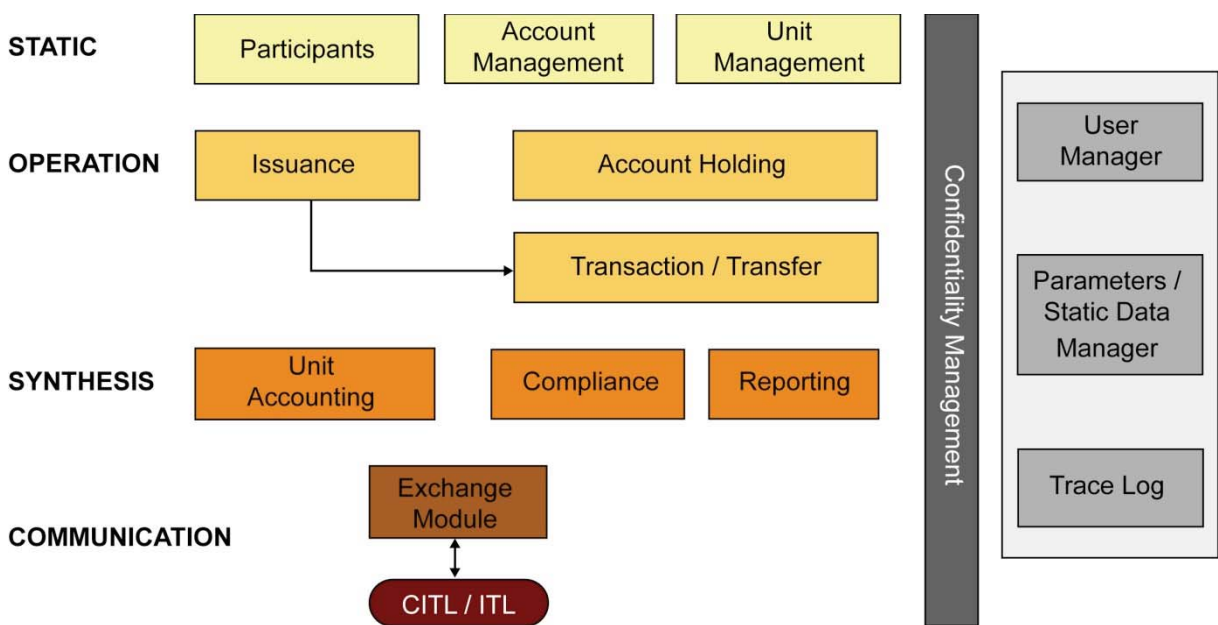 STATIC
Participants
Account
Management
Unit
Management
OPERATION
Issuance
Account Holding
Transaction / Transfer
SYNTHESIS
Unit
Accounting
Compliance
Reporting
COMMUNICATION
Exchange
Module
CITL / ITL
Confidentiality Management
User
Manager
Parameters /
Static Data
Manager
Trace Log